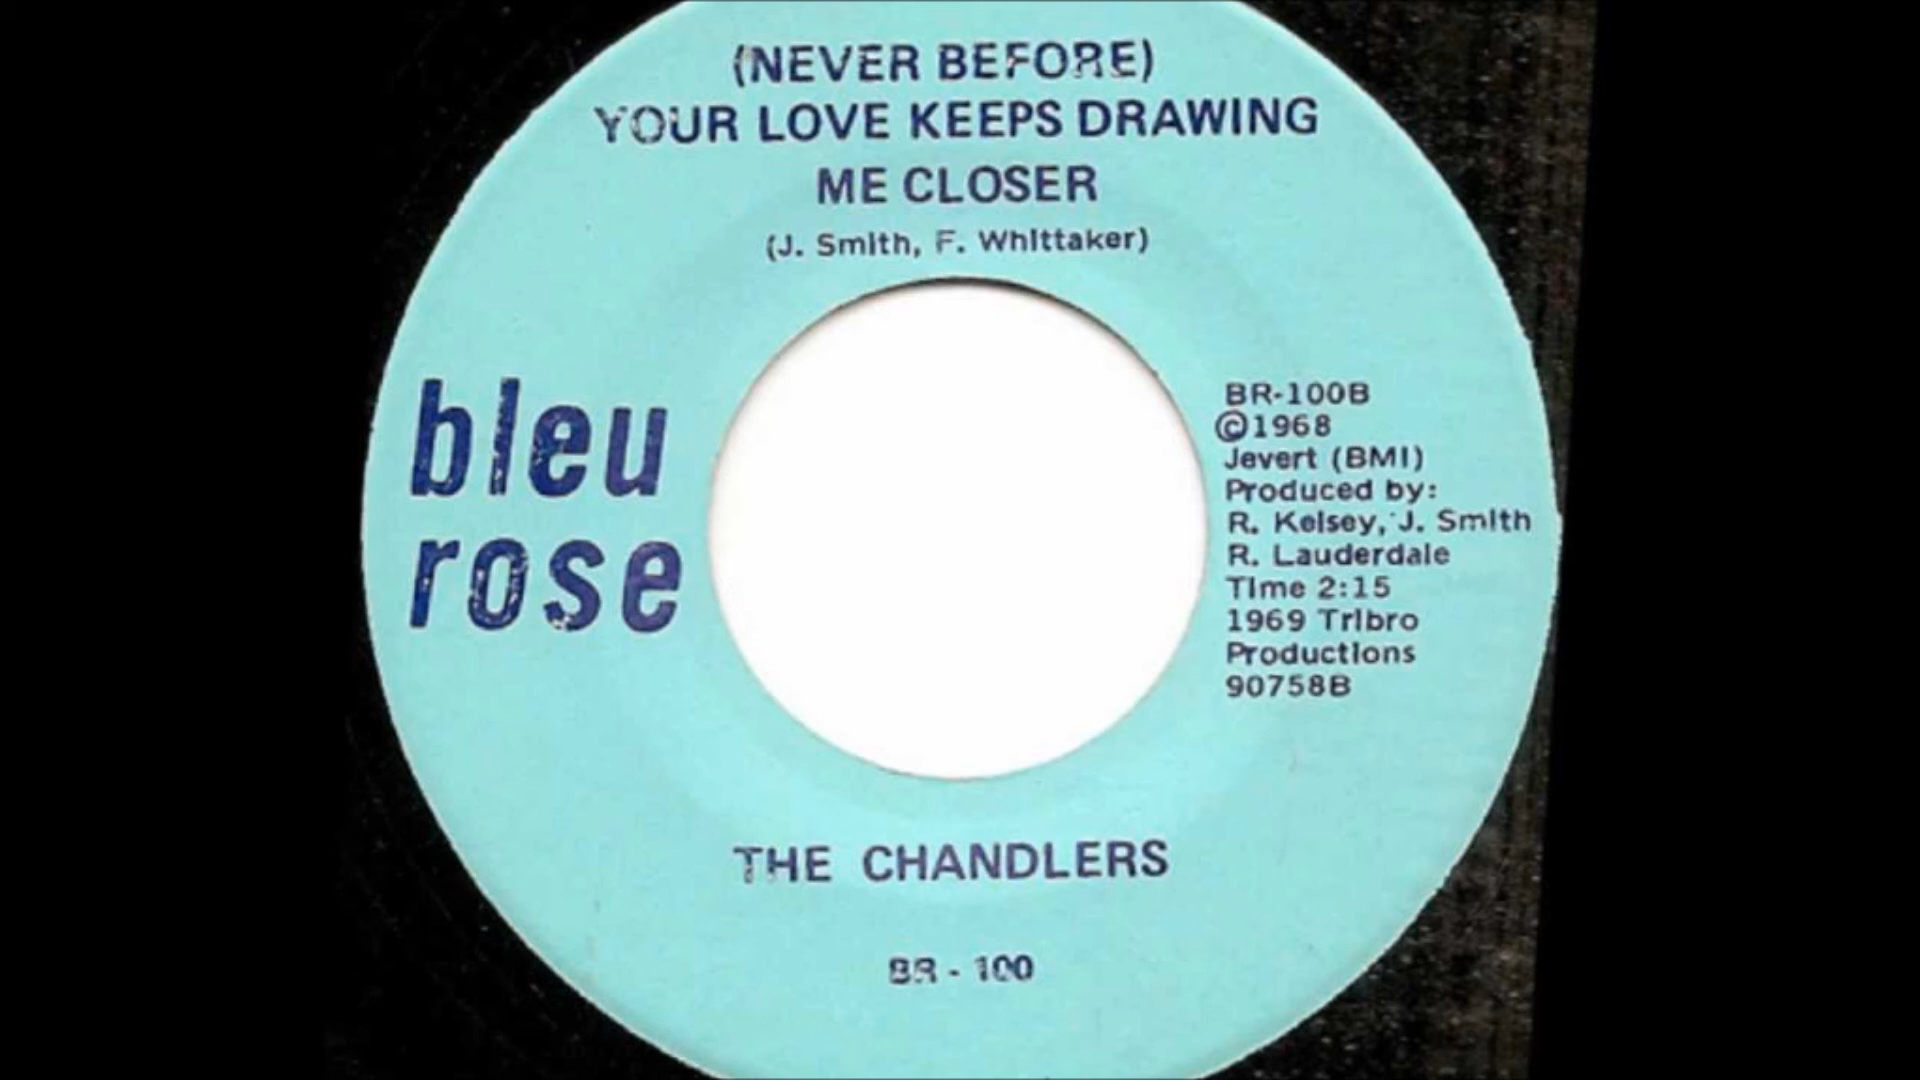 (NEVER BEFORE)
YOUR LOVE KEEPS DRAWING
ME CLOSER
(J. Smith, F. Whittaker)
bleu
rose
BR-100B
©1968
Jevert (BMI)
Produced by:
R. Kelsey, J. Smith
R. Lauderdale
Time 2:15
1969 Tribro
Productions
90758B
THE CHANDLERS
BR - 100